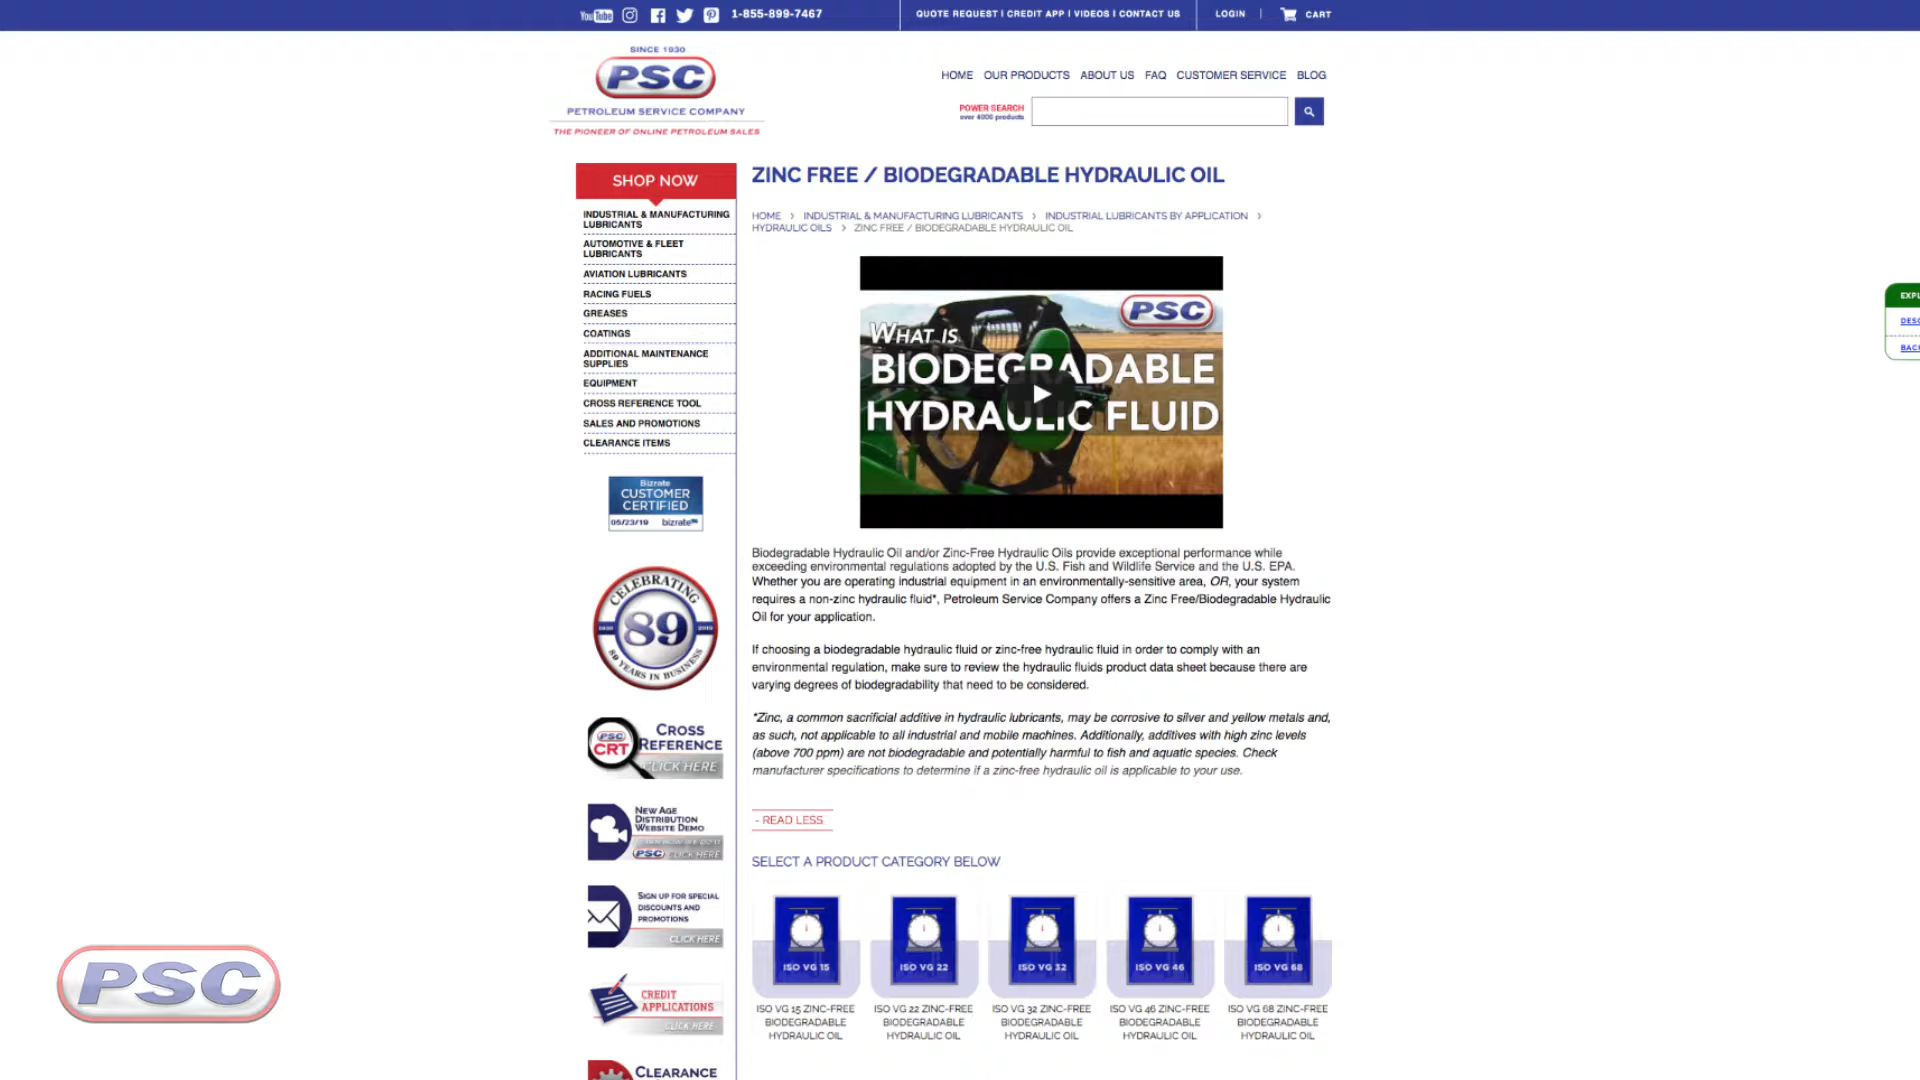 YouTube
1-855-899-7467
QUOTE REQUEST | CREDIT APP | VIDEOS | CONTACT US
LOGIN |
CART
SINCE 1930
PSC
PETROLEUM SERVICE COMPANY
THE PIONEER OF ONLINE PETROLEUM SALES
HOME OUR PRODUCTS ABOUT US FAQ CUSTOMER SERVICE BLOG
POWER SEARCH
over 4000 products
SHOP NOW
INDUSTRIAL & MANUFACTURING
LUBRICANTS
AUTOMOTIVE & FLEET
LUBRICANTS
AVIATION LUBRICANTS
RACING FUELS
GREASES
COATINGS
ADDITIONAL MAINTENANCE
SUPPLIES
EQUIPMENT
CROSS REFERENCE TOOL
SALES AND PROMOTIONS
CLEARANCE ITEMS
Bizrate
CUSTOMER
CERTIFIED
05/23/19 bizrate
CELEBRATING
1930 89 2019
89 YEARS IN BUSINESS
PSC
CRT
CROSS
REFERENCE
CLICK HERE
NEW AGE
DISTRIBUTION
WEBSITE DEMO
PSC CLICK HERE
SIGN UP FOR SPECIAL
DISCOUNTS AND
PROMOTIONS
CLICK HERE
CREDIT
APPLICATIONS
CLICK HERE
CLEARANCE
ZINC FREE / BIODEGRADABLE HYDRAULIC OIL
HOME > INDUSTRIAL & MANUFACTURING LUBRICANTS > INDUSTRIAL LUBRICANTS BY APPLICATION >
HYDRAULIC OILS > ZINC FREE / BIODEGRADABLE HYDRAULIC OIL
PSC
WHAT IS
BIODEGRADABLE
HYDRAULIC FLUID
Biodegradable Hydraulic Oil and/or Zinc-Free Hydraulic Oils provide exceptional performance while
exceeding environmental regulations adopted by the U.S. Fish and Wildlife Service and the U.S. EPA.
Whether you are operating industrial equipment in an environmentally-sensitive area, OR, your system
requires a non-zinc hydraulic fluid*, Petroleum Service Company offers a Zinc Free/Biodegradable Hydraulic
Oil for your application.
If choosing a biodegradable hydraulic fluid or zinc-free hydraulic fluid in order to comply with an
environmental regulation, make sure to review the hydraulic fluids product data sheet because there are
varying degrees of biodegradability that need to be considered.
*Zinc, a common sacrificial additive in hydraulic lubricants, may be corrosive to silver and yellow metals and,
as such, not applicable to all industrial and mobile machines. Additionally, additives with high zinc levels
(above 700 ppm) are not biodegradable and potentially harmful to fish and aquatic species. Check
manufacturer specifications to determine if a zinc-free hydraulic oil is applicable to your use.
- READ LESS
SELECT A PRODUCT CATEGORY BELOW
ISO VG 15 ISO VG 22 ISO VG 32 ISO VG 46 ISO VG 68
ISO VG 15 ZINC-FREE
BIODEGRADABLE
HYDRAULIC OIL
ISO VG 22 ZINC-FREE
BIODEGRADABLE
HYDRAULIC OIL
ISO VG 32 ZINC-FREE
BIODEGRADABLE
HYDRAULIC OIL
ISO VG 46 ZINC-FREE
BIODEGRADABLE
HYDRAULIC OIL
ISO VG 68 ZINC-FREE
BIODEGRADABLE
HYDRAULIC OIL
EXPL
DESC
BACK
PSC